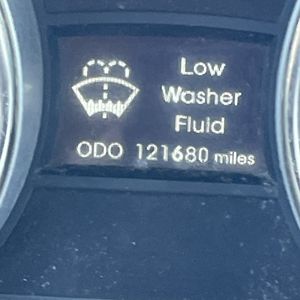 Low
Washer
Fluid
ODO 121680 miles